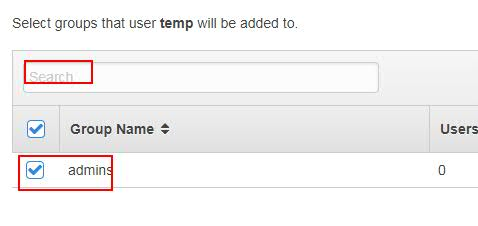 Select groups that user temp will be added to.
Search
Group Name Users
admins 0